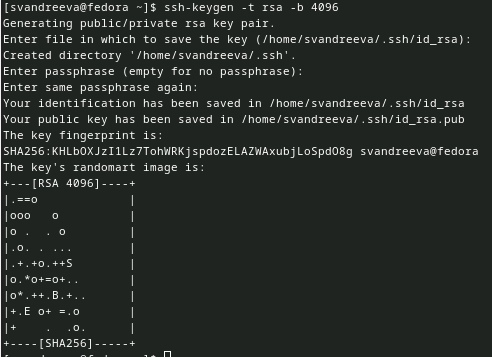 [svandreeva@fedora ~]$ ssh-keygen -t rsa -b 4096
Generating public/private rsa key pair.
Enter file in which to save the key (/home/svandreeva/.ssh/id_rsa):
Created directory '/home/svandreeva/.ssh'.
Enter passphrase (empty for no passphrase):
Enter same passphrase again:
Your identification has been saved in /home/svandreeva/.ssh/id_rsa
Your public key has been saved in /home/svandreeva/.ssh/id_rsa.pub
The key fingerprint is:
SHA256:KHLbOXJzI1Lz7TohWRKjspdozELAZWAxubjLoSpdO8g svandreeva@fedora
The key's randomart image is:
+---[RSA 4096]----+
|.==o             |
|ooo   o          |
|o .  . o         |
|.o. . ...        |
|.+.+o.++S        |
|o.*o+=o+..       |
|o*.++.B.+..      |
|+.E o+ =.o       |
|+    .  .o.      |
+----[SHA256]-----+